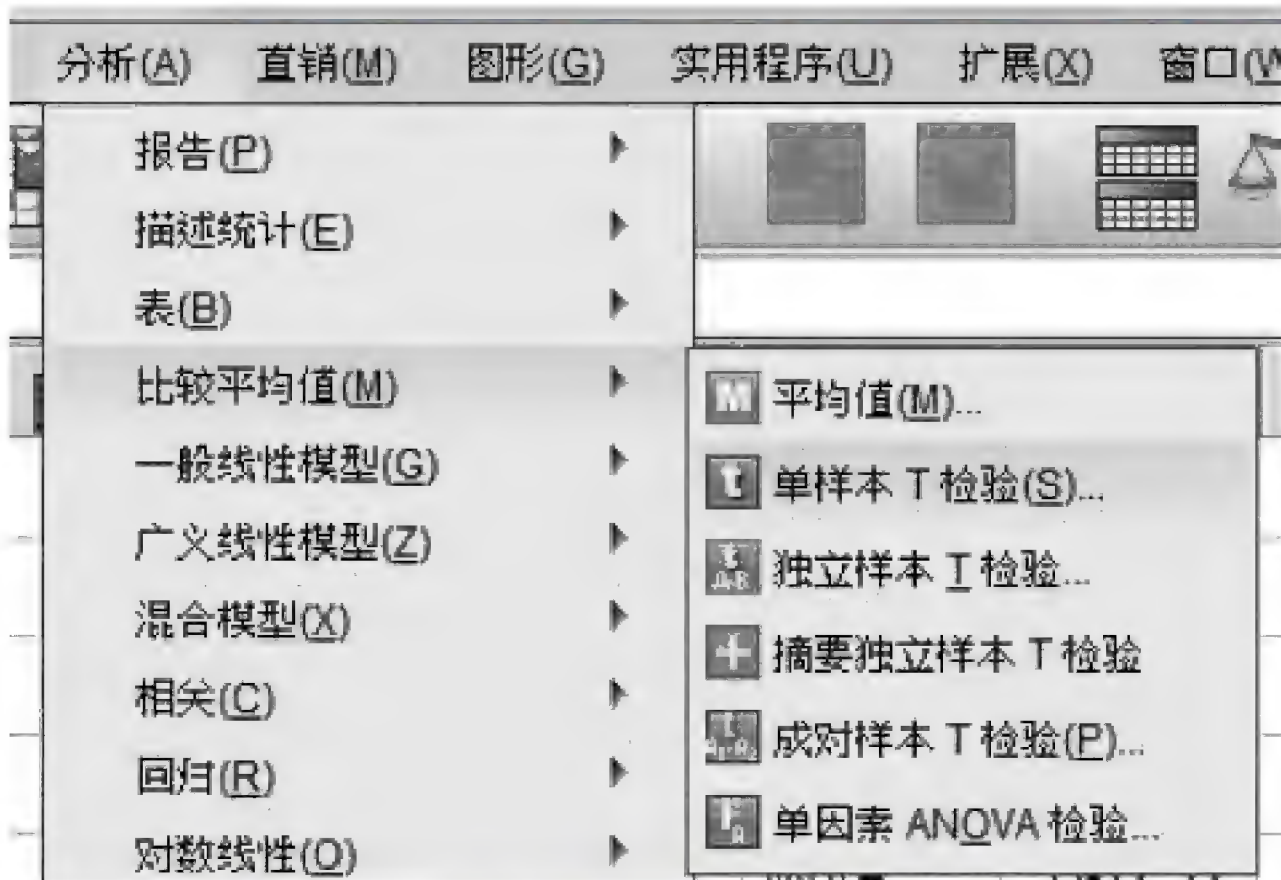 分析(A) 直销(M) 图形(G) 实用程序(U) 扩展(X) 窗口(W
报告(P)
描述统计(E)
表(B)
比较平均值(M)
一般线性模型(G)
广义线性模型(Z)
混合模型(X)
相关(C)
回归(R)
对数线性(O)
M 平均值(M)...
t 单样本 T 检验(S)...
独立样本 T 检验...
摘要独立样本 T 检验
成对样本 T 检验(P)...
单因素 ANOVA 检验...